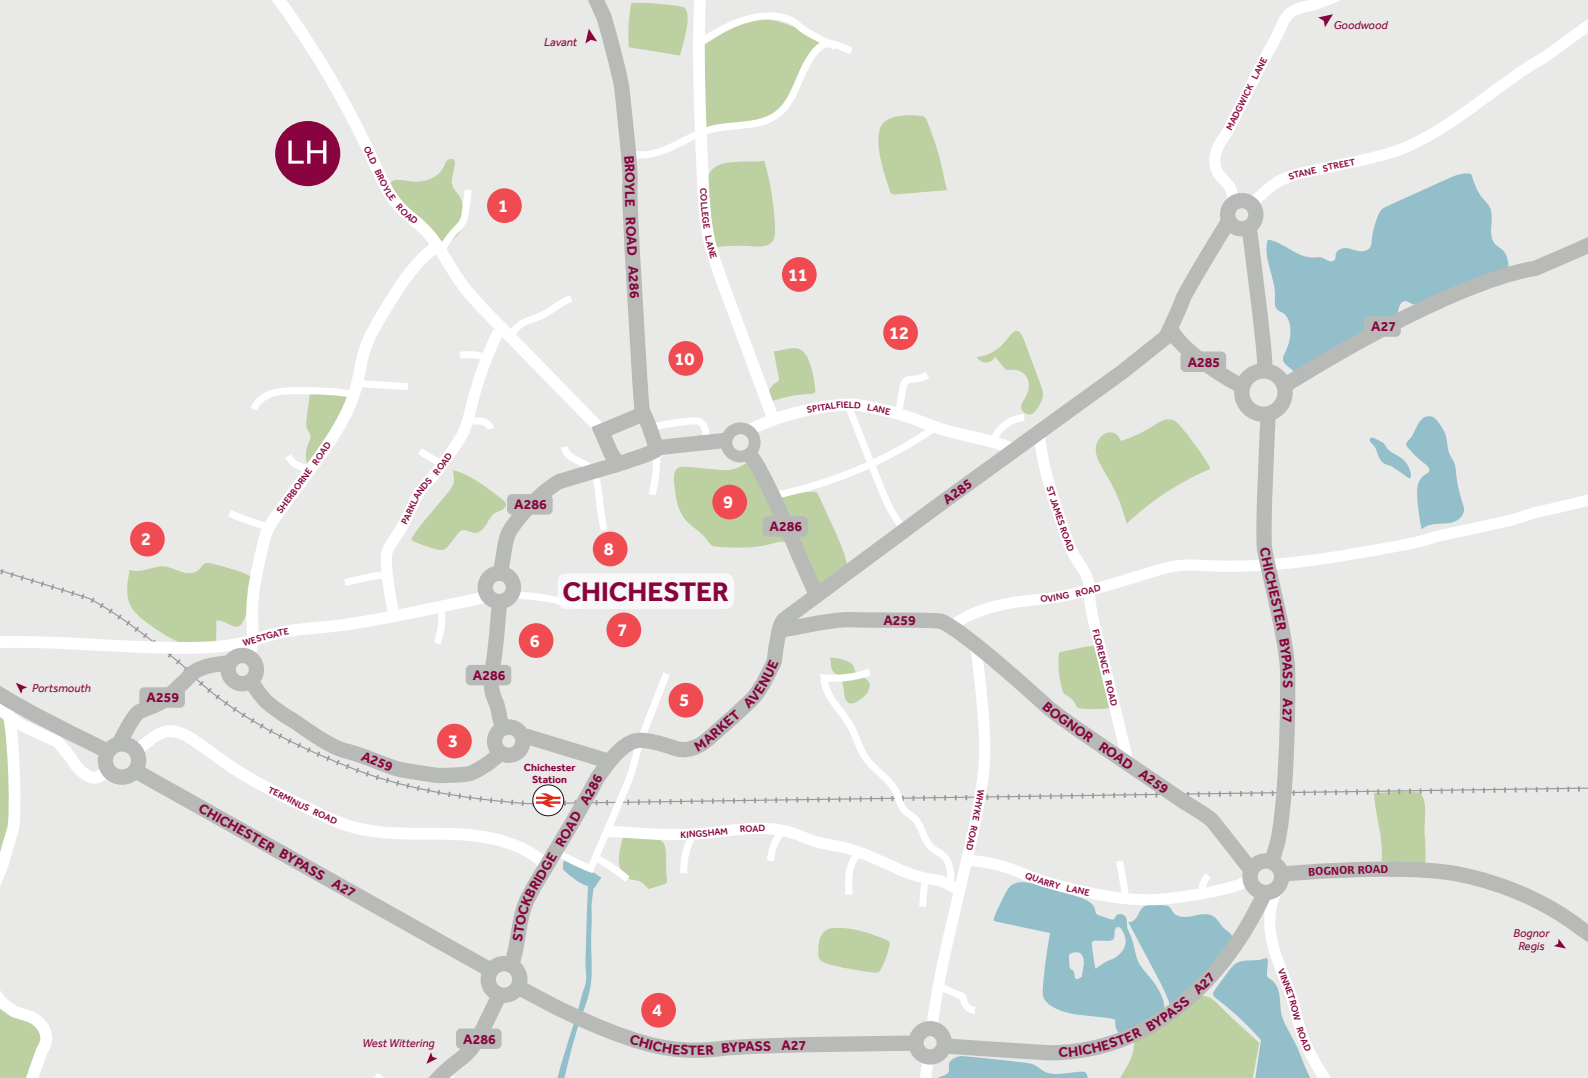 Goodwood
Lavant
MADGWICK LANE
LH
OLD BROYLE ROAD
BROYLE ROAD A286
STANE STREET
COLLEGE LANE
1
11
A27
12
10
A285
SPITALFIELD LANE
SHERBORNE ROAD
PARKLANDS ROAD
A286
9
A286
A285
ST JAMES ROAD
2
8
CHICHESTER
OVING ROAD
CHICHESTER BYPASS A27
A259
WESTGATE
6
7
FLORENCE ROAD
A286
Portsmouth
A259
5
MARKET AVENUE
BOGNOR ROAD A259
3
A259
Chichester
Station
STOCKBRIDGE ROAD A286
TERMINUS ROAD
CHICHESTER BYPASS A27
KINGSHAM ROAD
WHYKE ROAD
QUARRY LANE
BOGNOR ROAD
Bognor
Regis
4
VINNETROW ROAD
A286
West Wittering
CHICHESTER BYPASS A27
CHICHESTER BYPASS A27